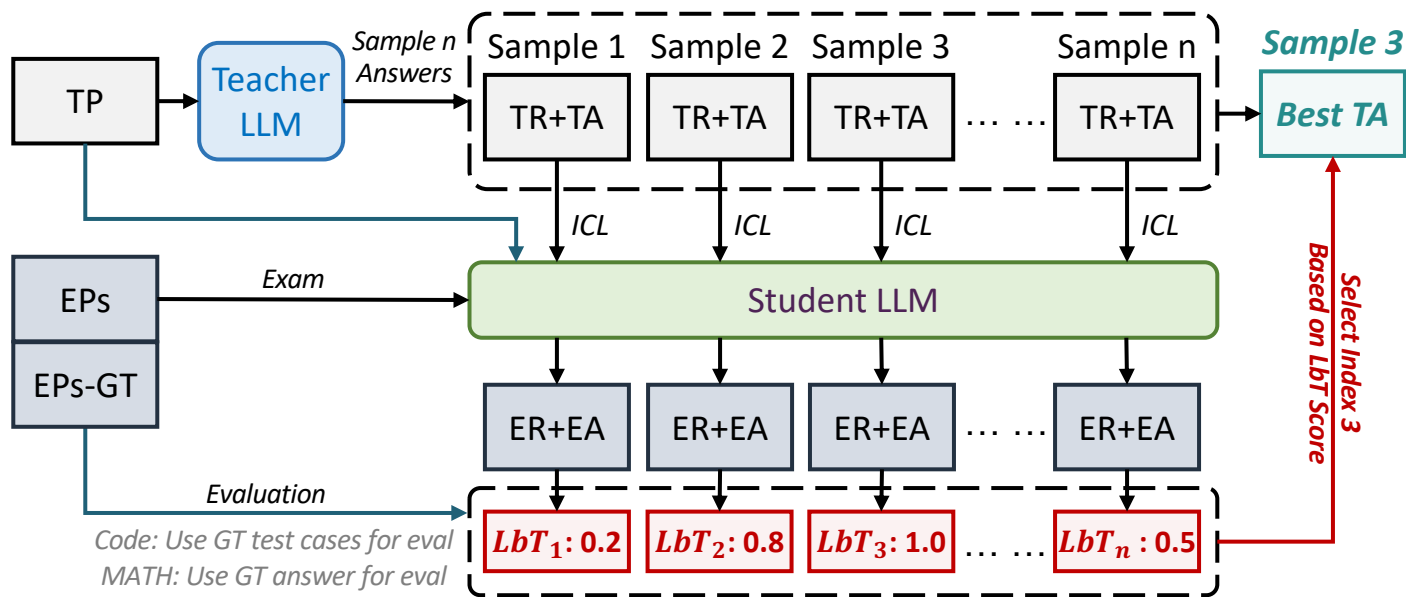 Sample n
Answers
Sample 1
Sample 2
Sample 3
Sample n
Sample 3
TP
Teacher
LLM
TR+TA
TR+TA
TR+TA
... ...
TR+TA
Best TA
ICL
ICL
ICL
ICL
EPs
Exam
Student LLM
Select Index 3
Based on LbT Score
EPs-GT
ER+EA
ER+EA
ER+EA
... ...
ER+EA
Evaluation
Code: Use GT test cases for eval
MATH: Use GT answer for eval
LbT₁: 0.2
LbT₂: 0.8
LbT₃: 1.0
... ...
LbTₙ : 0.5